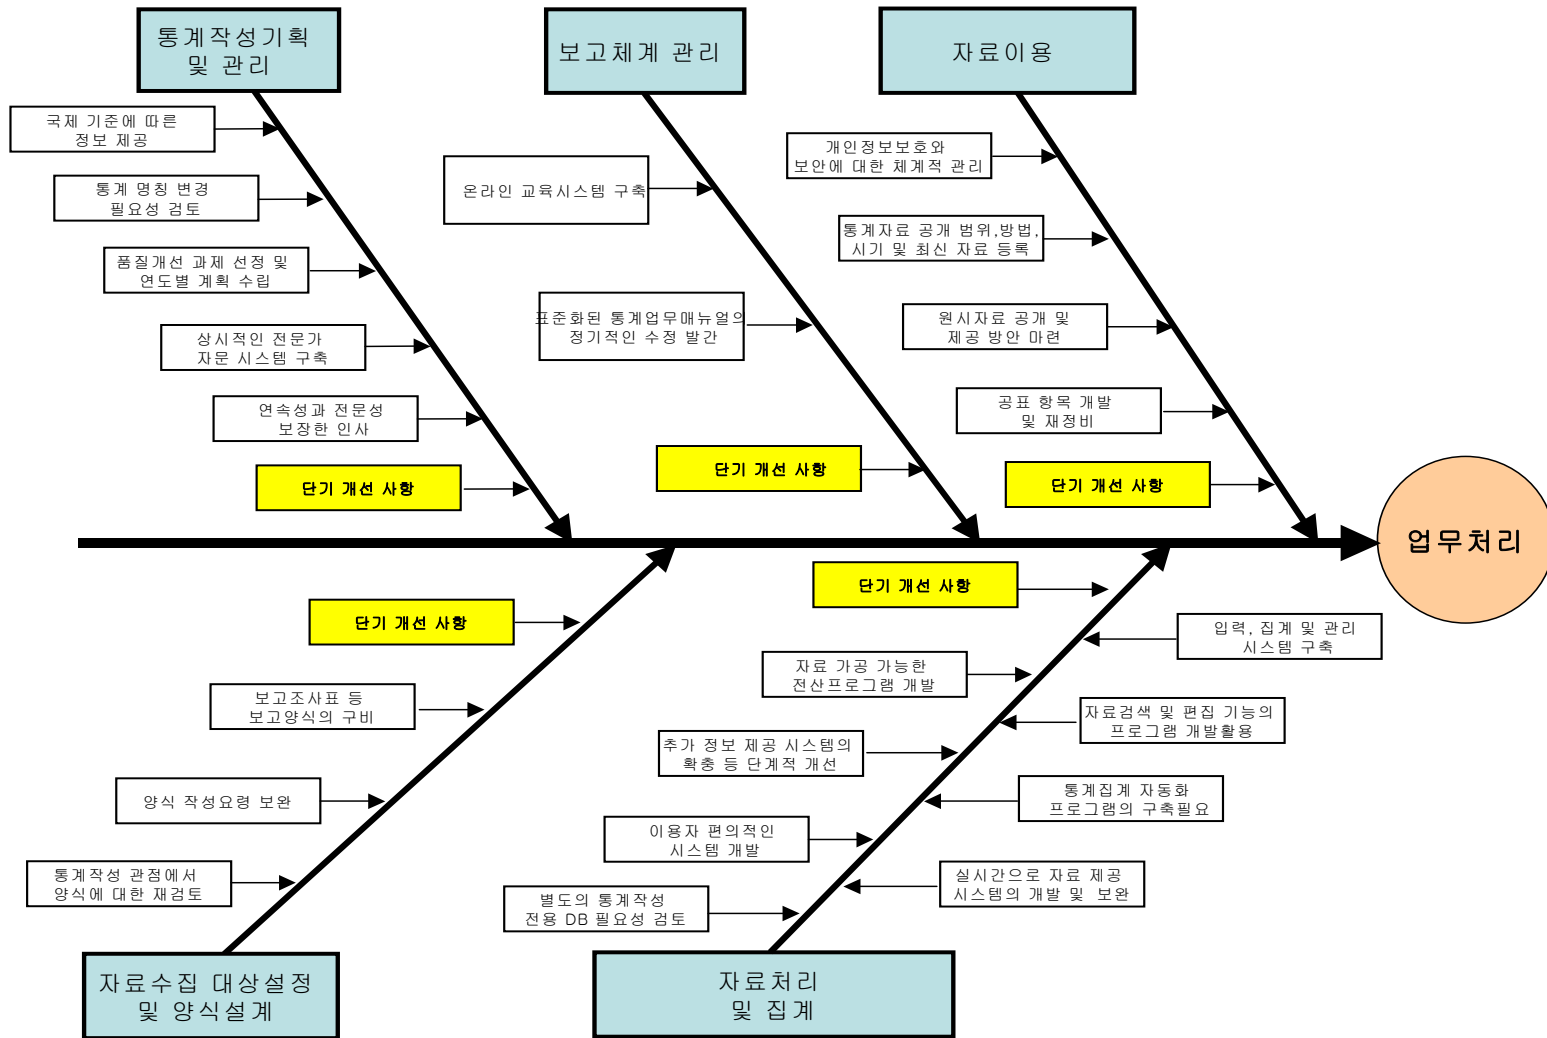 통계작성기획
및 관리
보고체계 관리
자료이용
국제 기준에 따른
정보 제공
통계 명칭 변경
필요성 검토
품질개선 과제 선정 및
연도별 계획 수립
상시적인 전문가
자문 시스템 구축
연속성과 전문성
보장한 인사
단기 개선 사항
온라인 교육시스템 구축
표준화된 통계업무매뉴얼의
정기적인 수정 발간
단기 개선 사항
개인정보보호와
보안에 대한 체계적 관리
통계자료 공개 범위,방법,
시기 및 최신 자료 등록
원시자료 공개 및
제공 방안 마련
공표 항목 개발
및 재정비
단기 개선 사항
업무처리
단기 개선 사항
보고조사표 등
보고양식의 구비
양식 작성요령 보완
통계작성 관점에서
양식에 대한 재검토
자료수집 대상설정
및 양식설계
단기 개선 사항
자료 가공 가능한
전산프로그램 개발
추가 정보 제공 시스템의
확충 등 단계적 개선
이용자 편의적인
시스템 개발
별도의 통계작성
전용 DB 필요성 검토
입력, 집계 및 관리
시스템 구축
자료검색 및 편집 기능의
프로그램 개발활용
통계집계 자동화
프로그램의 구축필요
실시간으로 자료 제공
시스템의 개발 및 보완
자료처리
및 집계